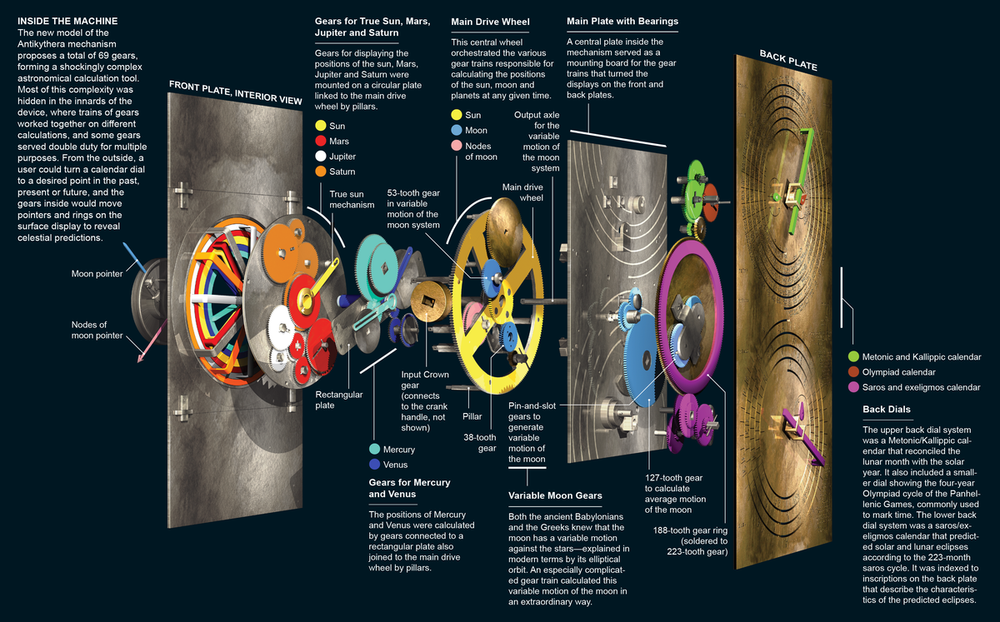 INSIDE THE MACHINE
The new model of the
Antikythera mechanism
proposes a total of 69 gears,
forming a shockingly complex
astronomical calculation tool.
Most of this complexity was
hidden in the innards of the
device, where trains of gears
worked together on different
calculations, and some gears
served double duty for multiple
purposes. From the outside, a
user could turn a calendar dial
to a desired point in the past,
present or future, and the
gears inside would move
pointers and rings on the
surface display to reveal
celestial predictions.
Moon pointer
Nodes of
moon pointer
FRONT PLATE, INTERIOR VIEW
Gears for True Sun, Mars,
Jupiter and Saturn
Gears for displaying the
positions of the sun, Mars,
Jupiter and Saturn were
mounted on a circular plate
linked to the main drive
wheel by pillars.
Sun
Mars
Jupiter
Saturn
True sun
mechanism
53-tooth gear
in variable
motion of the
moon system
Rectangular
plate
Mercury
Venus
Gears for Mercury
and Venus
The positions of Mercury
and Venus were calculated
by gears connected to a
rectangular plate also
joined to the main drive
wheel by pillars.
Input Crown
gear
(connects
to the crank
handle, not
shown)
Main Drive Wheel
This central wheel
orchestrated the various
gear trains responsible for
calculating the positions
of the sun, moon and
planets at any given time.
Sun
Moon
Nodes
of moon
Output axle
for the
variable
motion of
the moon
system
Main drive
wheel
Pillar
38-tooth
gear
Pin-and-slot
gears to
generate
variable
motion of
the moon
Variable Moon Gears
Both the ancient Babylonians
and the Greeks knew that the
moon has a variable motion
against the stars—explained in
modern terms by its elliptical
orbit. An especially complicat-
ed gear train calculated this
variable motion of the moon in
an extraordinary way.
Main Plate with Bearings
A central plate inside the
mechanism served as a
mounting board for the gear
trains that turned the
displays on the front and
back plates.
127-tooth gear
to calculate
average motion
of the moon
188-tooth gear ring
(soldered to
223-tooth gear)
BACK PLATE
Metonic and Kallippic calendar
Olympiad calendar
Saros and exeligmos calendar
Back Dials
The upper back dial system
was a Metonic/Kallippic cal-
endar that reconciled the
lunar month with the solar
year. It also included a small-
er dial showing the four-year
Olympiad cycle of the Panhel-
lenic Games, commonly used
to mark time. The lower back
dial system was a saros/ex-
eligmos calendar that predict-
ed solar and lunar eclipses
according to the 223-month
saros cycle. It was indexed to
inscriptions on the back plate
that describe the characteris-
tics of the predicted eclipses.